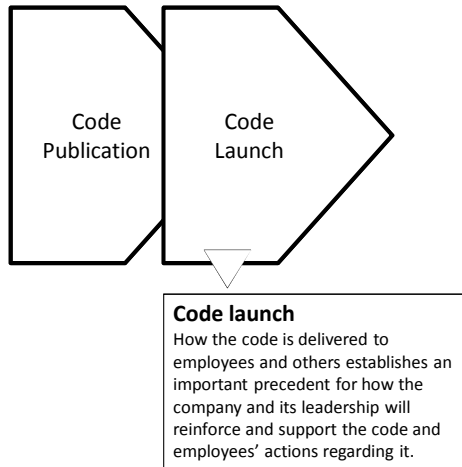 Code
Publication
Code
Launch
Code launch
How the code is delivered to
employees and others establishes an
important precedent for how the
company and its leadership will
reinforce and support the code and
employees’ actions regarding it.